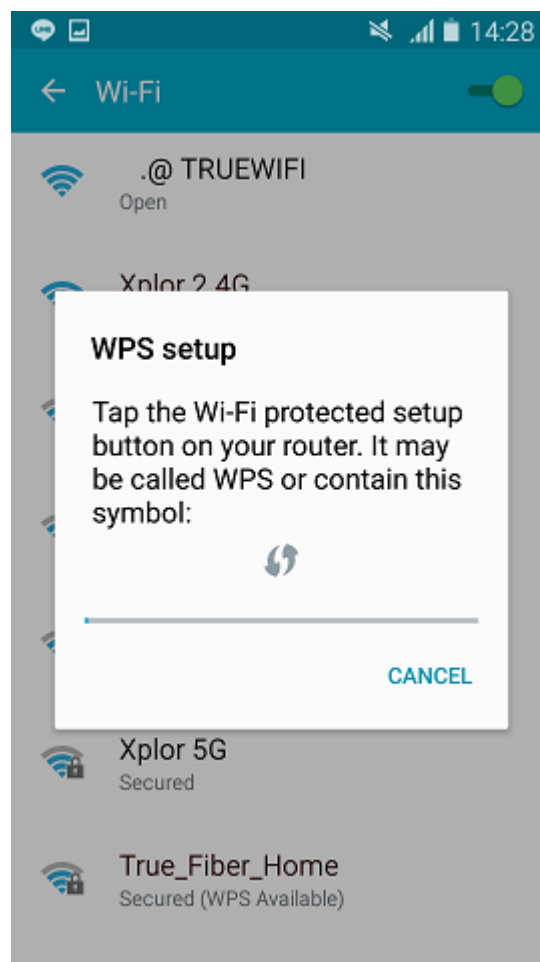 LINE
14:28
Wi-Fi
.@ TRUEWIFI
Open
Xplor 2.4G
WPS setup
Tap the Wi-Fi protected setup
button on your router. It may
be called WPS or contain this
symbol:
CANCEL
Xplor 5G
Secured
True_Fiber_Home
Secured (WPS Available)